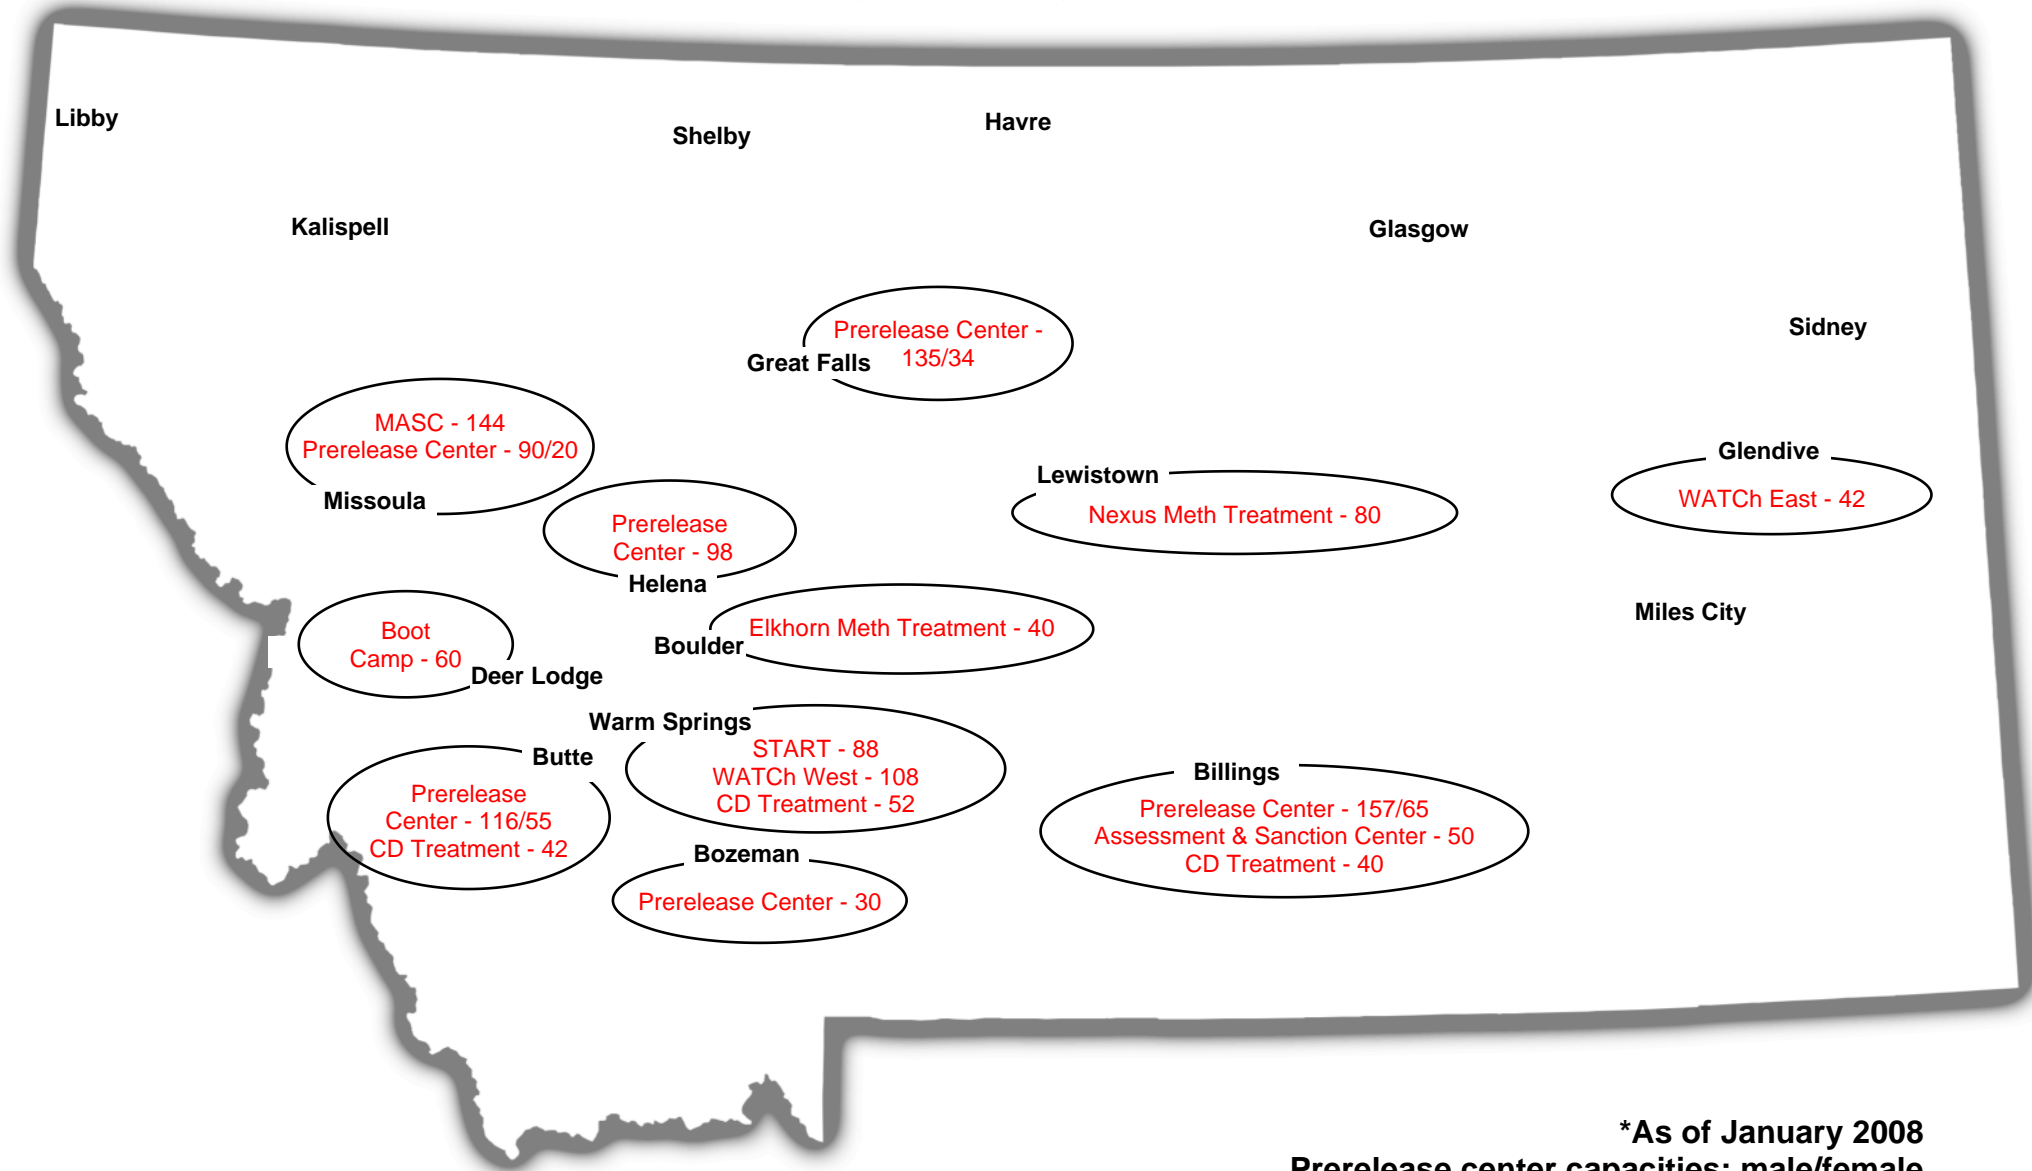 Libby
Shelby
Havre
Kalispell
Glasgow
Prerelease Center -
135/34
Great Falls
Sidney
MASC - 144
Prerelease Center - 90/20
Missoula
Glendive
WATCh East - 42
Lewistown
Nexus Meth Treatment - 80
Prerelease
Center - 98
Helena
Miles City
Boot
Camp - 60
Deer Lodge
Elkhorn Meth Treatment - 40
Boulder
Warm Springs
START - 88
WATCh West - 108
CD Treatment - 52
Butte
Prerelease
Center - 116/55
CD Treatment - 42
Billings
Prerelease Center - 157/65
Assessment & Sanction Center - 50
CD Treatment - 40
Bozeman
Prerelease Center - 30
*As of January 2008
Prerelease center capacities: male/female